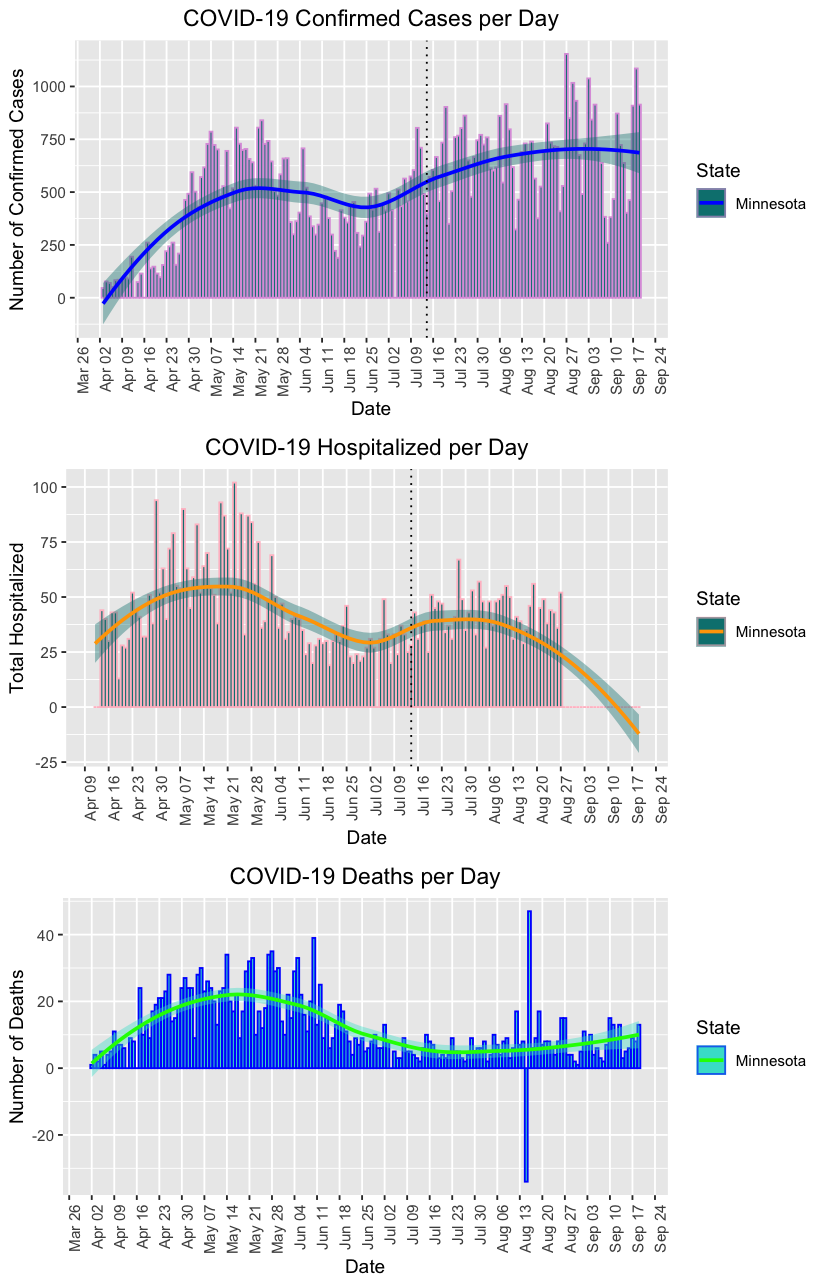 COVID-19 Confirmed Cases per Day
Number of Confirmed Cases
1000
750
500
250
0
Mar 26
Apr 02
Apr 09
Apr 16
Apr 23
Apr 30
May 07
May 14
May 21
May 28
Jun 04
Jun 11
Jun 18
Jun 25
Jul 02
Jul 09
Jul 16
Jul 23
Jul 30
Aug 06
Aug 13
Aug 20
Aug 27
Sep 03
Sep 10
Sep 17
Sep 24
Date
State
Minnesota
COVID-19 Hospitalized per Day
Total Hospitalized
100
75
50
25
0
-25
Apr 09
Apr 16
Apr 23
Apr 30
May 07
May 14
May 21
May 28
Jun 04
Jun 11
Jun 18
Jun 25
Jul 02
Jul 09
Jul 16
Jul 23
Jul 30
Aug 06
Aug 13
Aug 20
Aug 27
Sep 03
Sep 10
Sep 17
Sep 24
Date
State
Minnesota
COVID-19 Deaths per Day
Number of Deaths
40
20
0
-20
Mar 26
Apr 02
Apr 09
Apr 16
Apr 23
Apr 30
May 07
May 14
May 21
May 28
Jun 04
Jun 11
Jun 18
Jun 25
Jul 02
Jul 09
Jul 16
Jul 23
Jul 30
Aug 06
Aug 13
Aug 20
Aug 27
Sep 03
Sep 10
Sep 17
Sep 24
Date
State
Minnesota